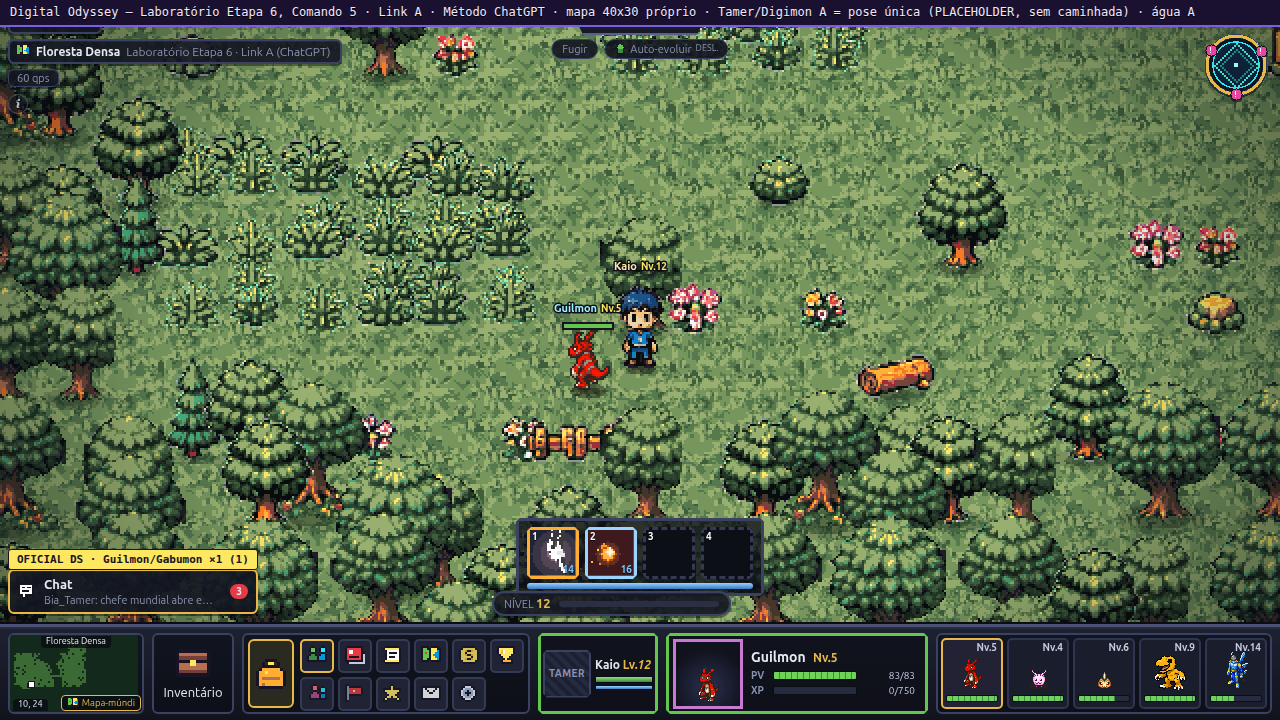 Digital Odyssey — Laboratório Etapa 6, Comando 5 · Link A · Método ChatGPT · mapa 40x30 próprio · Tamer/Digimon A = pose única (PLACEHOLDER, sem caminhada) · água A
Floresta Densa Laboratório Etapa 6 · Link A (ChatGPT)
Fugir
Auto-evoluir DESL.
60 qps
i
Kaio Nv.12
Guilmon Nv.5
OFICIAL DS · Guilmon/Gabumon ×1 (1)
Chat
Bia_Tamer: chefe mundial abre e...
3
1
14
2
16
3
4
NÍVEL 12
Floresta Densa
10, 24
Mapa-múndi
Inventário
TAMER
Kaio Lv.12
Guilmon Nv.5
PV 83/83
XP 0/750
Nv.5
Nv.4
Nv.6
Nv.9
Nv.14